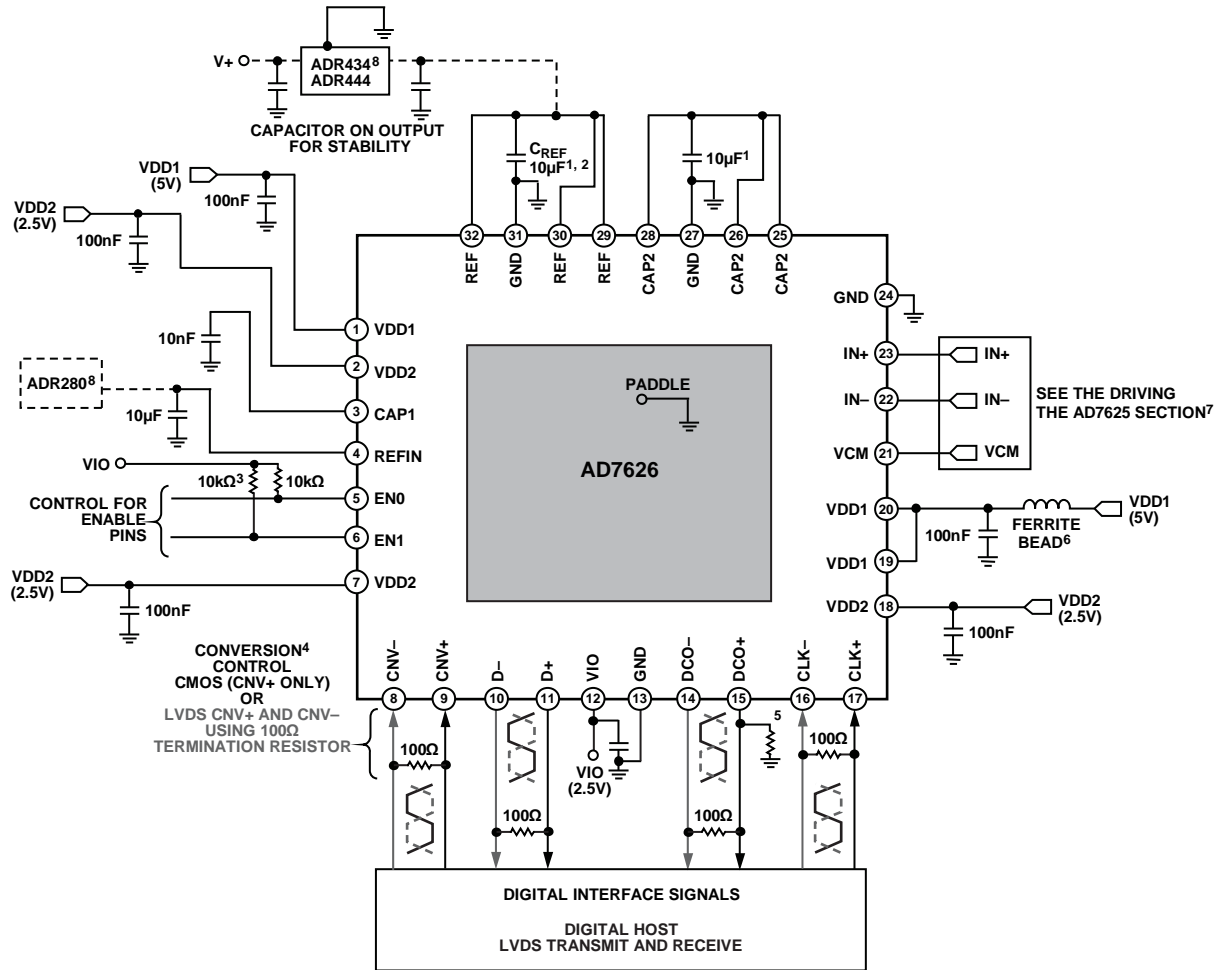 V+
ADR434⁸
ADR444
CAPACITOR ON OUTPUT
FOR STABILITY
VDD1
(5V)
100nF
VDD2
(2.5V)
100nF
CREF
10µF¹, ²
10µF¹
32
31
30
29
28
27
26
25
REF
GND
REF
REF
CAP2
GND
CAP2
CAP2
10nF
ADR280⁸
10µF
VIO
10kΩ³
10kΩ
CONTROL FOR
ENABLE
PINS
VDD2
(2.5V)
100nF
1 VDD1
2 VDD2
3 CAP1
4 REFIN
5 EN0
6 EN1
7 VDD2
PADDLE
AD7626
GND 24
IN+ 23
IN– 22
VCM 21
VDD1 20
VDD1 19
VDD2 18
IN+
IN–
VCM
SEE THE DRIVING
THE AD7625 SECTION⁷
VDD1
(5V)
100nF
FERRITE
BEAD⁶
VDD2
(2.5V)
100nF
CONVERSION⁴
CONTROL
CMOS (CNV+ ONLY)
OR
LVDS CNV+ AND CNV–
USING 100Ω
TERMINATION RESISTOR
CNV-
CNV+
D–
D+
VIO
GND
DCO–
DCO+
CLK–
CLK+
8
9
10
11
12
13
14
15
16
17
5
100Ω
VIO
(2.5V)
100Ω
100Ω
100Ω
DIGITAL INTERFACE SIGNALS
DIGITAL HOST
LVDS TRANSMIT AND RECEIVE